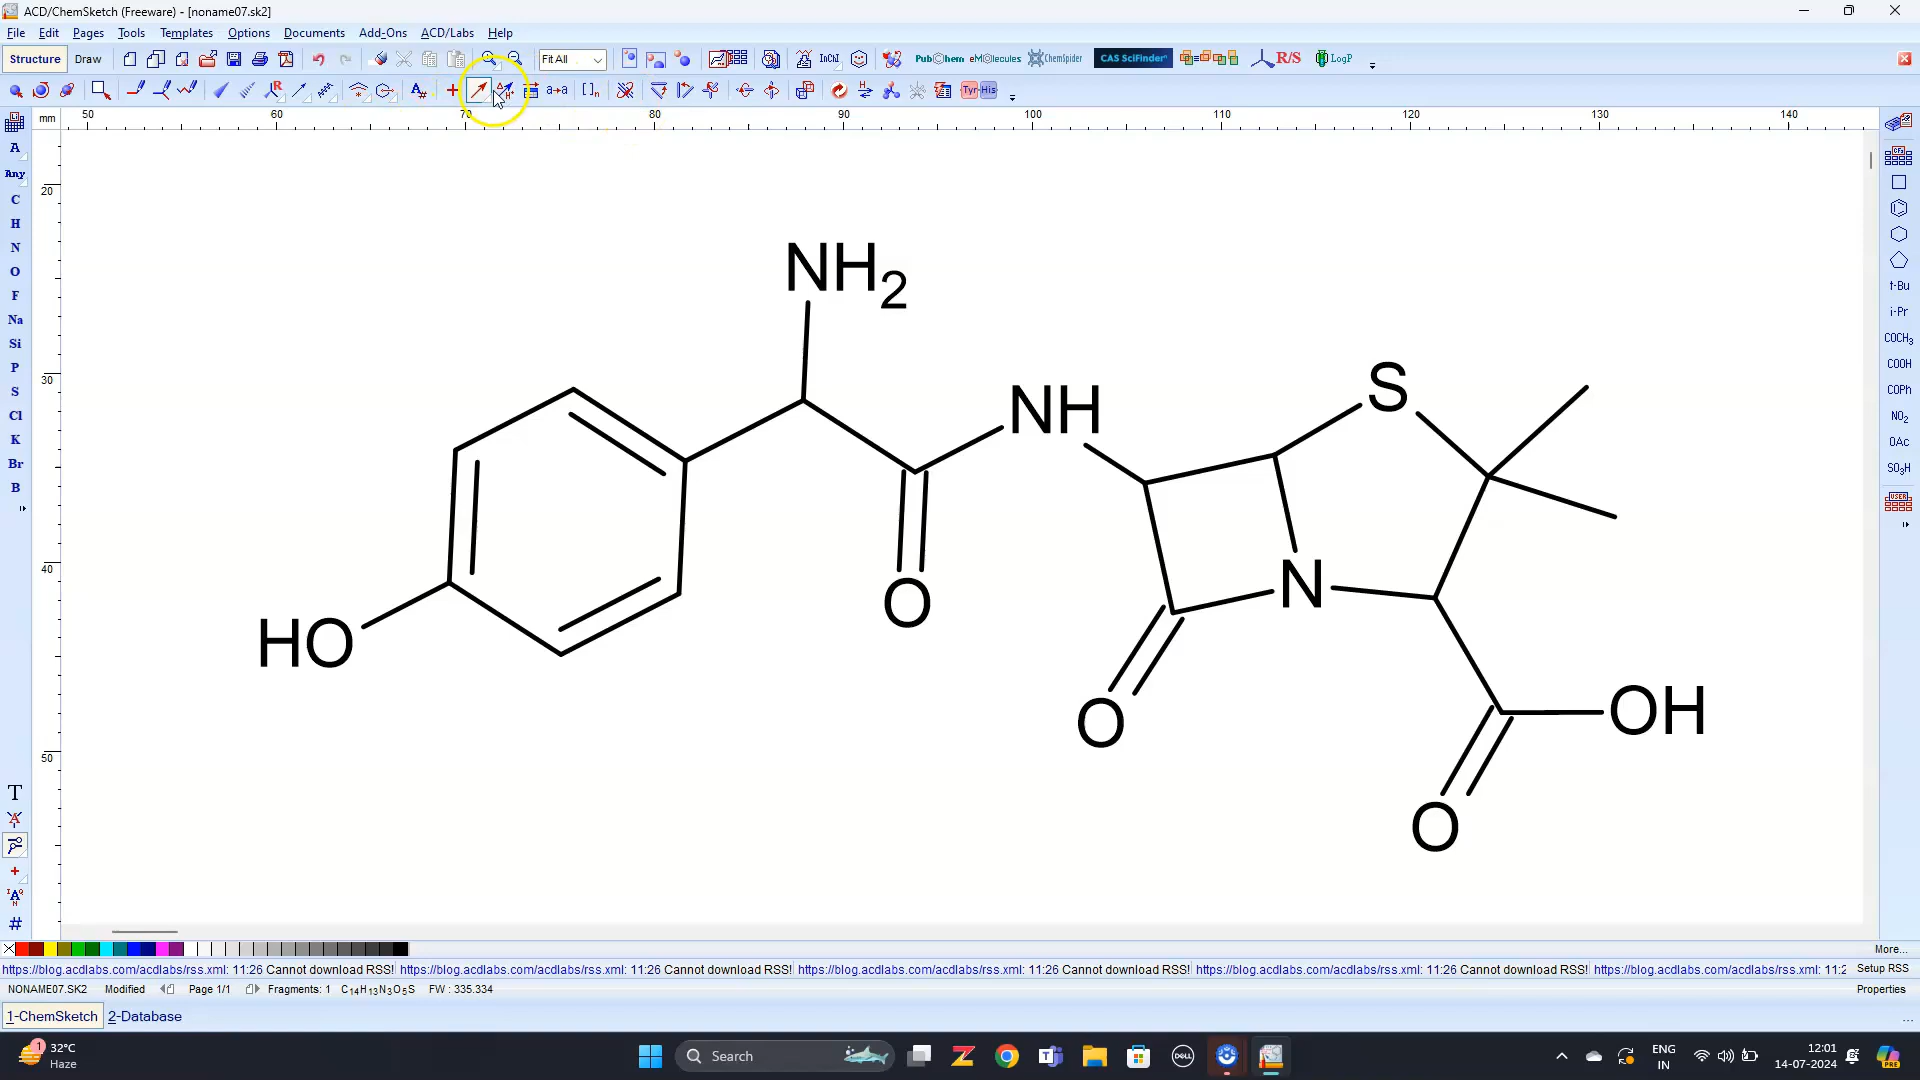 ACD/ChemSketch (Freeware) - [noname07.sk2]
File Edit Pages Tools Templates Options Documents Add-Ons ACD/Labs Help
Structure Draw Fit All InChI PubChem eMolecules ChemSpider CAS SciFinder R/S LogP
Tyr His
mm 50 60 70 80 90 100 110 120 130 140
20
30
40
50
A
Any
C
H
N
O
F
Na
Si
P
S
Cl
K
Br
B
T
#
NH2
NH
S
N
O
HO
O
OH
O
t-Bu
i-Pr
COCH3
COOH
COPh
NO2
OAc
SO3H
USER
More...
https://blog.acdlabs.com/acdlabs/rss.xml: 11:26 Cannot download RSS! https://blog.acdlabs.com/acdlabs/rss.xml: 11:26 Cannot download RSS! https://blog.acdlabs.com/acdlabs/rss.xml: 11:26 Cannot download RSS! https://blog.acdlabs.com/acdlabs/rss.xml: 11:26 Cannot download RSS! https://blog.acdlabs.com/acdlabs/rss.xml: 11:2 Setup RSS
NONAME07.SK2 Modified Page 1/1 Fragments: 1 C14H13N3O5S FW : 335.334 Properties
1-ChemSketch 2-Database
32°C
Haze
Search
ENG
IN
12:01
14-07-2024